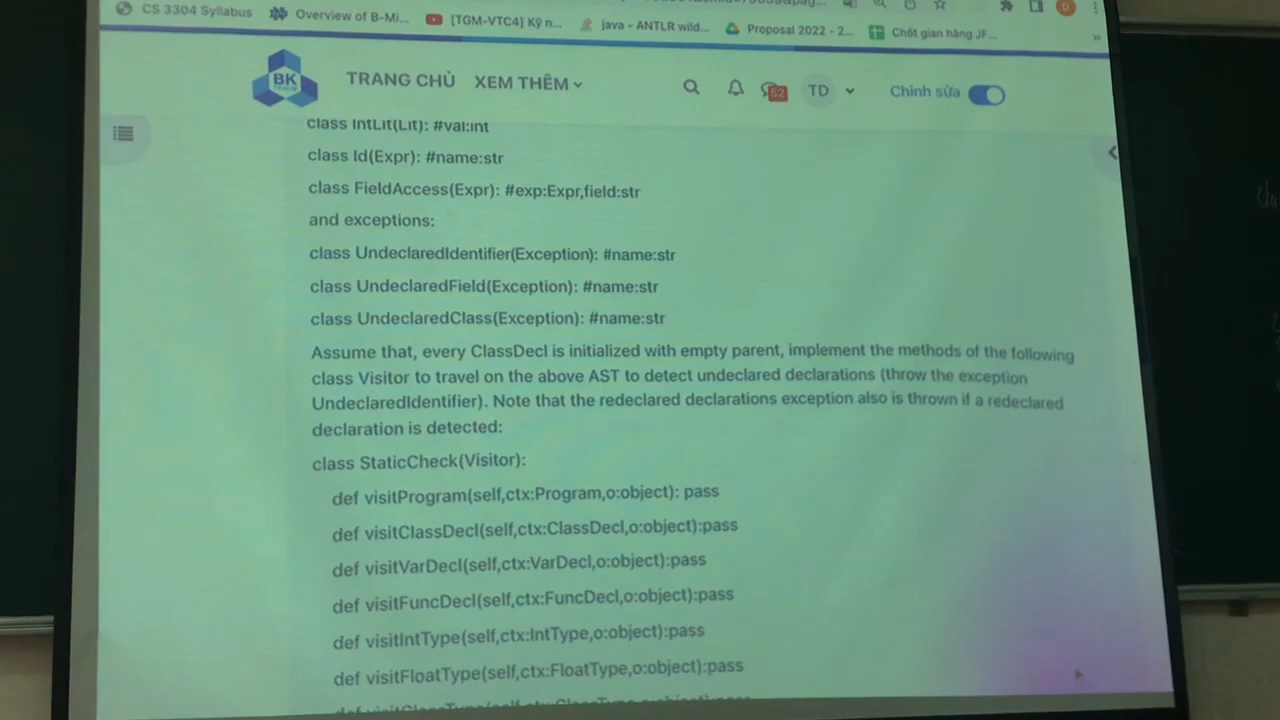 CS 3304 Syllabus
Overview of B-Mi...
[TGM-VTC4] Kỹ n...
java - ANTLR wild...
Proposal 2022 - 2...
Chốt gian hàng JF...
BK
TRANG CHỦ
XEM THÊM
52
TD
Chỉnh sửa
class IntLit(Lit): #val:int
class Id(Expr): #name:str
class FieldAccess(Expr): #exp:Expr,field:str
and exceptions:
class UndeclaredIdentifier(Exception): #name:str
class UndeclaredField(Exception): #name:str
class UndeclaredClass(Exception): #name:str
Assume that, every ClassDecl is initialized with empty parent, implement the methods of the following
class Visitor to travel on the above AST to detect undeclared declarations (throw the exception
UndeclaredIdentifier). Note that the redeclared declarations exception also is thrown if a redeclared
declaration is detected:
class StaticCheck(Visitor):
def visitProgram(self,ctx:Program,o:object): pass
def visitClassDecl(self,ctx:ClassDecl,o:object):pass
def visitVarDecl(self,ctx:VarDecl,o:object):pass
def visitFuncDecl(self,ctx:FuncDecl,o:object):pass
def visitIntType(self,ctx:IntType,o:object):pass
def visitFloatType(self,ctx:FloatType,o:object):pass